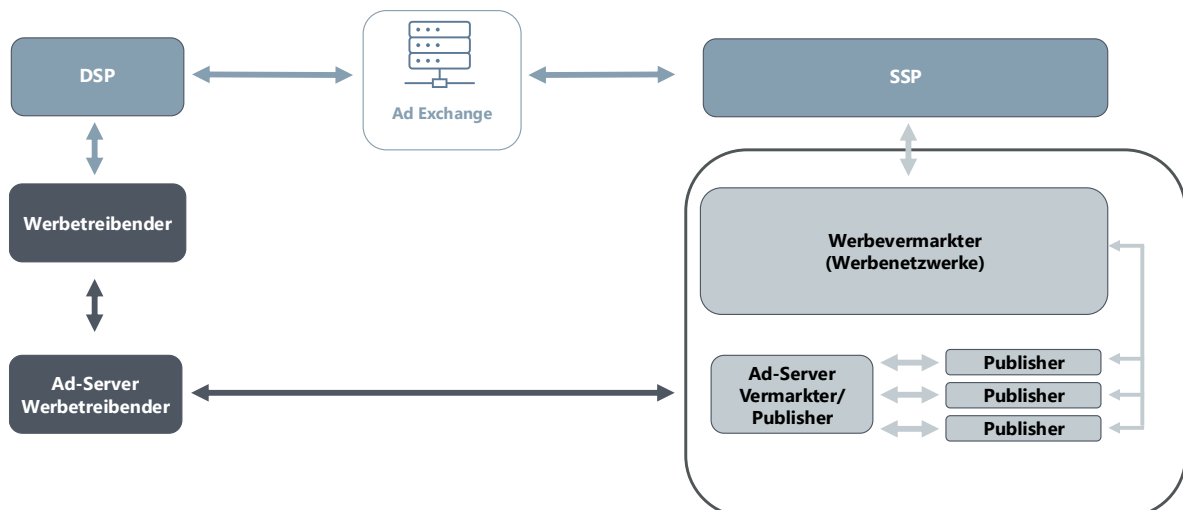 DSP
Ad Exchange
SSP
Werbetreibender
Werbevermarkter
(Werbenetzwerke)
Ad-Server
Werbetreibender
Ad-Server
Vermarkter/
Publisher
Publisher
Publisher
Publisher